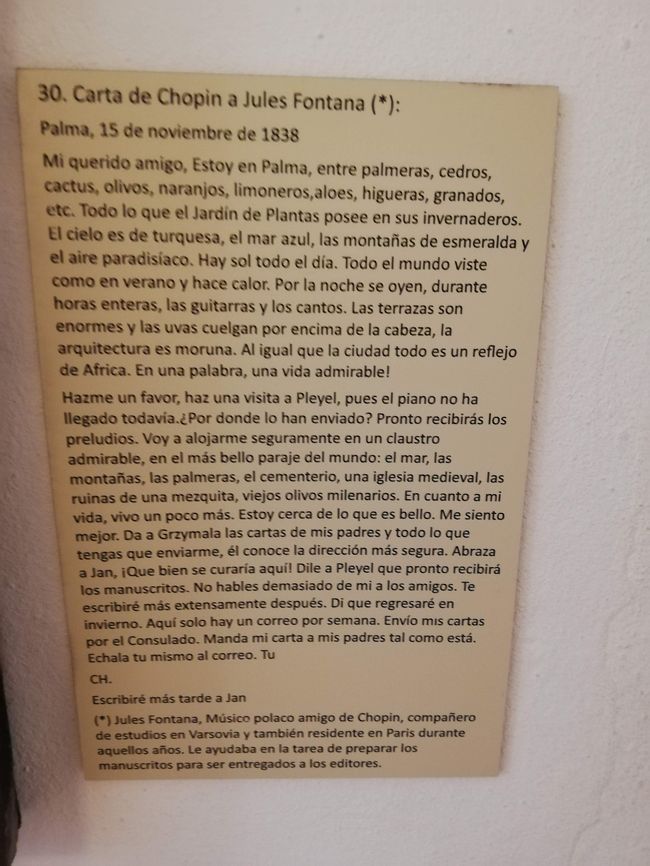 30. Carta de Chopin a Jules Fontana (*):
Palma, 15 de noviembre de 1838
Mi querido amigo, Estoy en Palma, entre palmeras, cedros,
cactus, olivos, naranjos, limoneros,aloes, higueras, granados,
etc. Todo lo que el Jardín de Plantas posee en sus invernaderos.
El cielo es de turquesa, el mar azul, las montañas de esmeralda y
el aire paradisíaco. Hay sol todo el día. Todo el mundo viste
como en verano y hace calor. Por la noche se oyen, durante
horas enteras, las guitarras y los cantos. Las terrazas son
enormes y las uvas cuelgan por encima de la cabeza, la
arquitectura es moruna. Al igual que la ciudad todo es un reflejo
de Africa. En una palabra, una vida admirable!
Hazme un favor, haz una visita a Pleyel, pues el piano no ha
llegado todavía.¿Por donde lo han enviado? Pronto recibirás los
preludios. Voy a alojarme seguramente en un claustro
admirable, en el más bello paraje del mundo: el mar, las
montañas, las palmeras, el cementerio, una iglesia medieval, las
ruinas de una mezquita, viejos olivos milenarios. En cuanto a mi
vida, vivo un poco más. Estoy cerca de lo que es bello. Me siento
mejor. Da a Grzymala las cartas de mis padres y todo lo que
tengas que enviarme, él conoce la dirección más segura. Abraza
a Jan, ¡Que bien se curaría aquí! Dile a Pleyel que pronto recibirá
los manuscritos. No hables demasiado de mi a los amigos. Te
escribiré más extensamente después. Di que regresaré en
invierno. Aquí solo hay un correo por semana. Envío mis cartas
por el Consulado. Manda mi carta a mis padres tal como está.
Echala tu mismo al correo. Tu
CH.
Escribiré más tarde a Jan
(*) Jules Fontana, Músico polaco amigo de Chopin, compañero
de estudios en Varsovia y también residente en Paris durante
aquellos años. Le ayudaba en la tarea de preparar los
manuscritos para ser entregados a los editores.